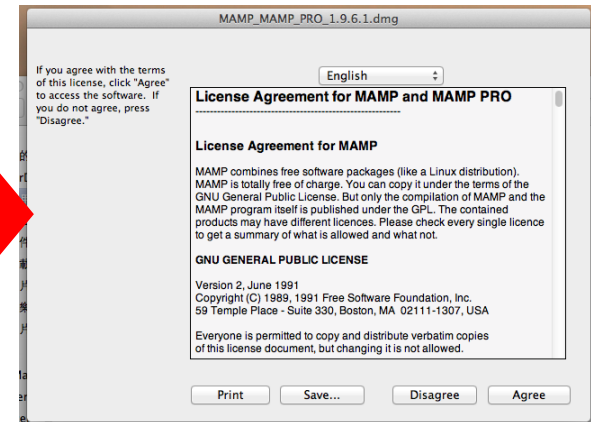 MAMP_MAMP_PRO_1.9.6.1.dmg
If you agree with the terms
of this license, click "Agree"
to access the software.  If
you do not agree, press
"Disagree."
English
License Agreement for MAMP and MAMP PRO
------------------------------------------------------------
License Agreement for MAMP
MAMP combines free software packages (like a Linux distribution).
MAMP is totally free of charge. You can copy it under the terms of the
GNU General Public License. But only the compilation of MAMP and the
MAMP program itself is published under the GPL. The contained
products may have different licences. Please check every single licence
to get a summary of what is allowed and what not.
GNU GENERAL PUBLIC LICENSE
Version 2, June 1991
Copyright (C) 1989, 1991 Free Software Foundation, Inc.
59 Temple Place - Suite 330, Boston, MA  02111-1307, USA
Everyone is permitted to copy and distribute verbatim copies
of this license document, but changing it is not allowed.
Print
Save...
Disagree
Agree